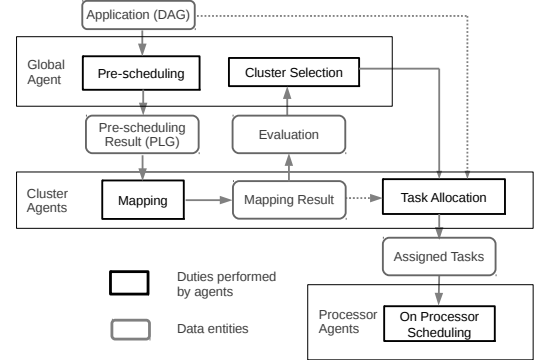 Application (DAG)
Global
Agent
Pre-scheduling
Cluster Selection
Pre-scheduling
Result (PLG)
Evaluation
Cluster
Agents
Mapping
Mapping Result
Task Allocation
Assigned Tasks
Duties performed
by agents
Data entities
Processor
Agents
On Processor
Scheduling